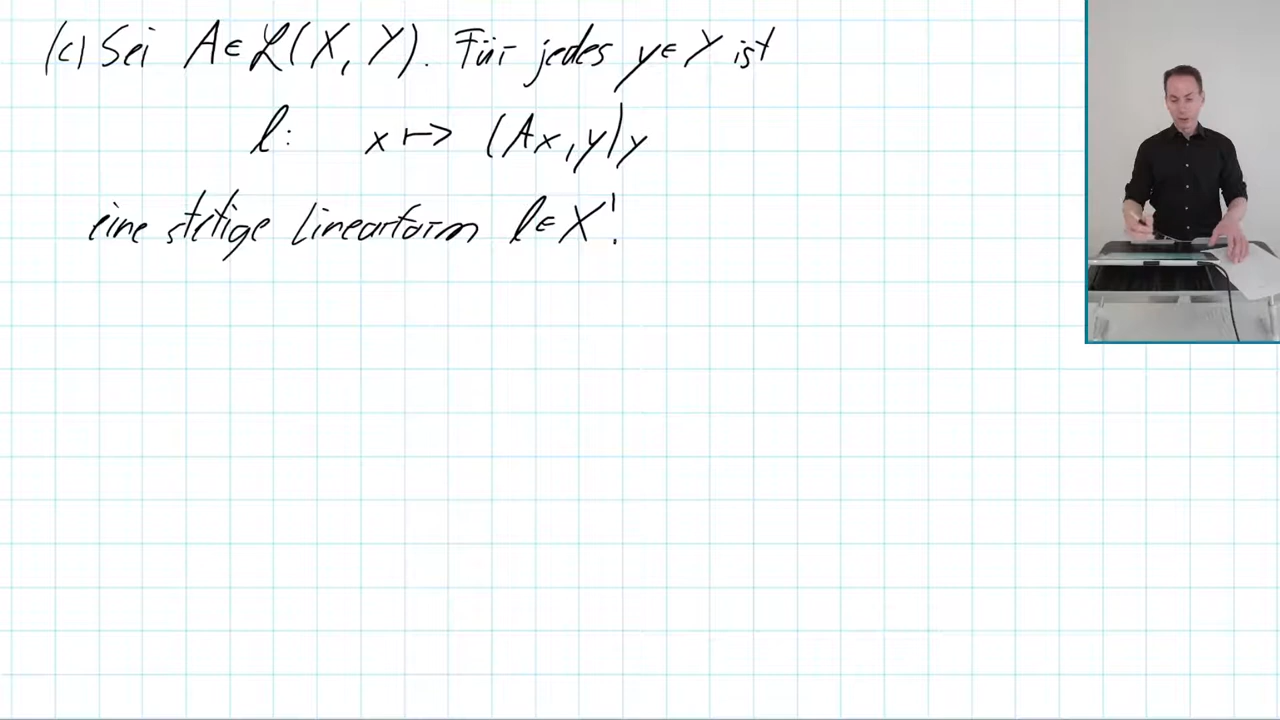 (c) Sei A ∈ ℒ(X, Y). Für jedes y ∈ Y ist
l: x ↦ (Ax, y)_Y
eine stetige Linearform l ∈ X'.